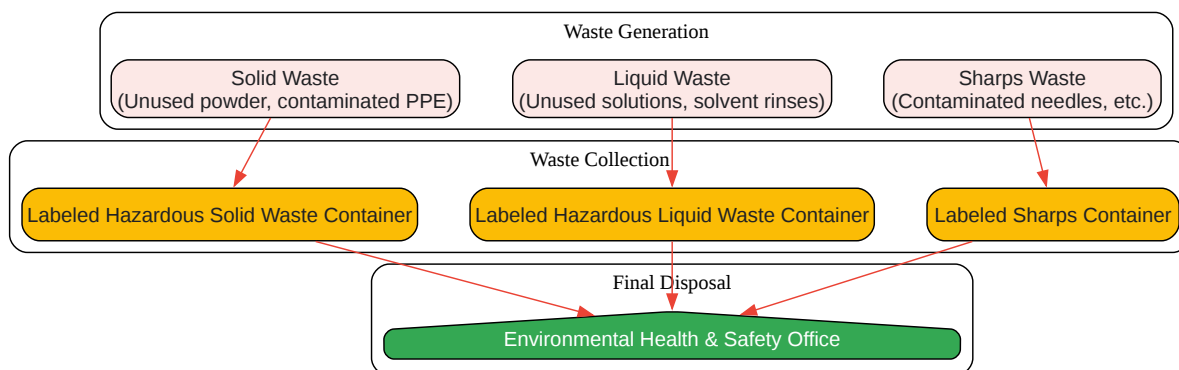 Waste Generation
Solid Waste
(Unused powder, contaminated PPE)
Liquid Waste
(Unused solutions, solvent rinses)
Sharps Waste
(Contaminated needles, etc.)
Waste Collection
Labeled Hazardous Solid Waste Container
Labeled Hazardous Liquid Waste Container
Labeled Sharps Container
Final Disposal
Environmental Health & Safety Office